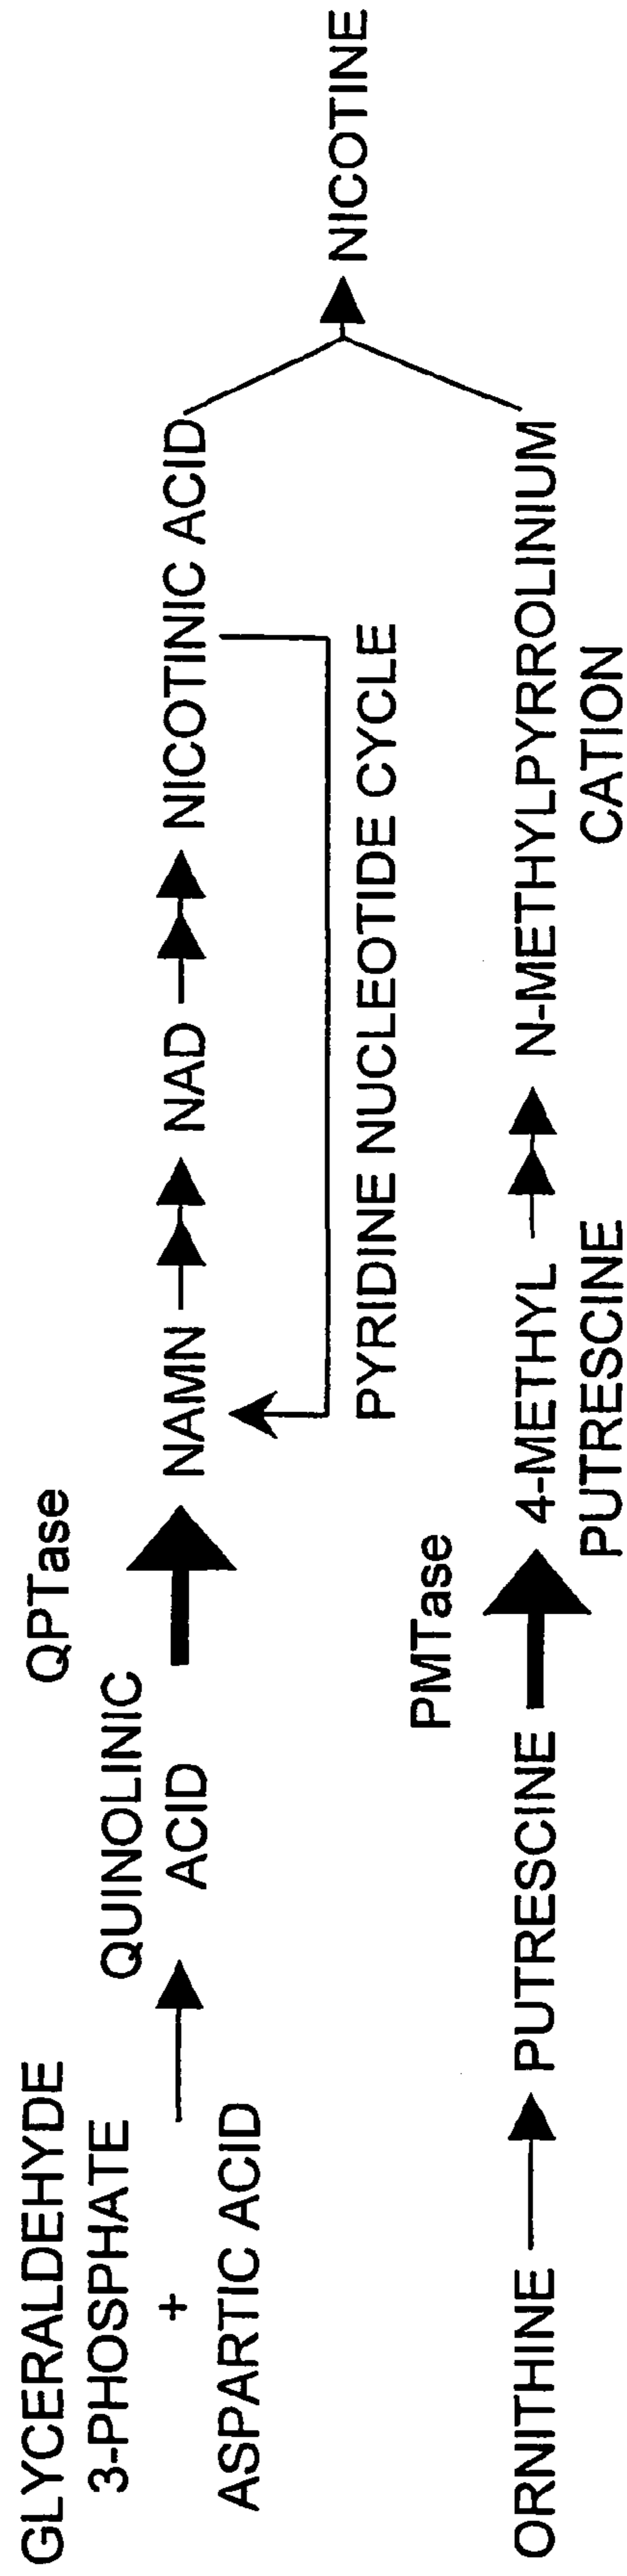 GLYCERALDEHYDE
3-PHOSPHATE
+
ASPARTIC ACID
QUINOLINIC
ACID
QPTase
NAMN
NAD
NICOTINIC ACID
PYRIDINE NUCLEOTIDE CYCLE
NICOTINE
ORNITHINE
PUTRESCINE
PMTase
4-METHYL
PUTRESCINE
N-METHYLPYRROLINIUM
CATION